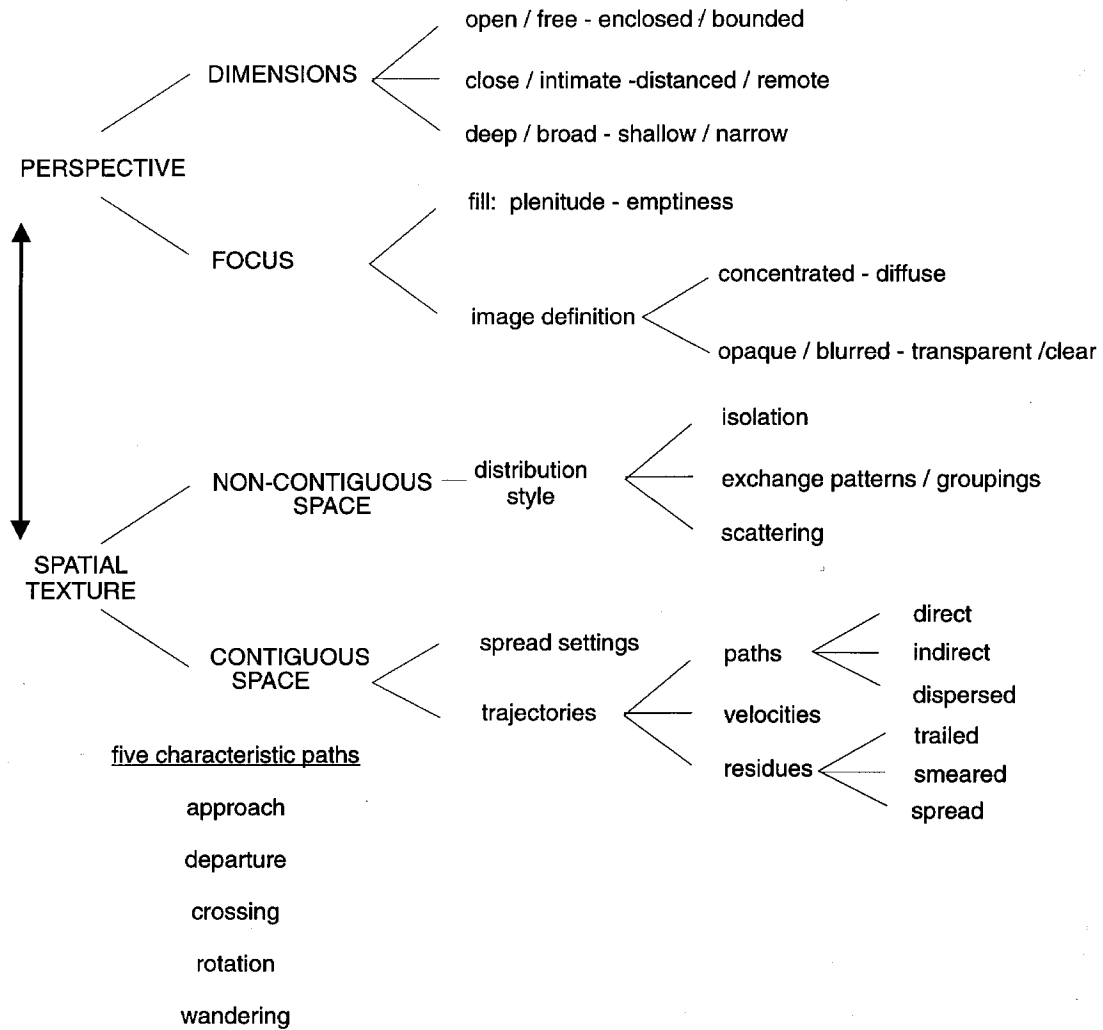 open / free - enclosed / bounded
DIMENSIONS
close / intimate -distanced / remote
deep / broad - shallow / narrow
PERSPECTIVE
fill: plenitude - emptiness
FOCUS
concentrated - diffuse
image definition
opaque / blurred - transparent /clear
isolation
NON-CONTIGUOUS
SPACE
distribution
style
exchange patterns / groupings
scattering
SPATIAL
TEXTURE
direct
spread settings
CONTIGUOUS
SPACE
paths
indirect
dispersed
trajectories
velocities
trailed
residues
smeared
spread
five characteristic paths
approach
departure
crossing
rotation
wandering